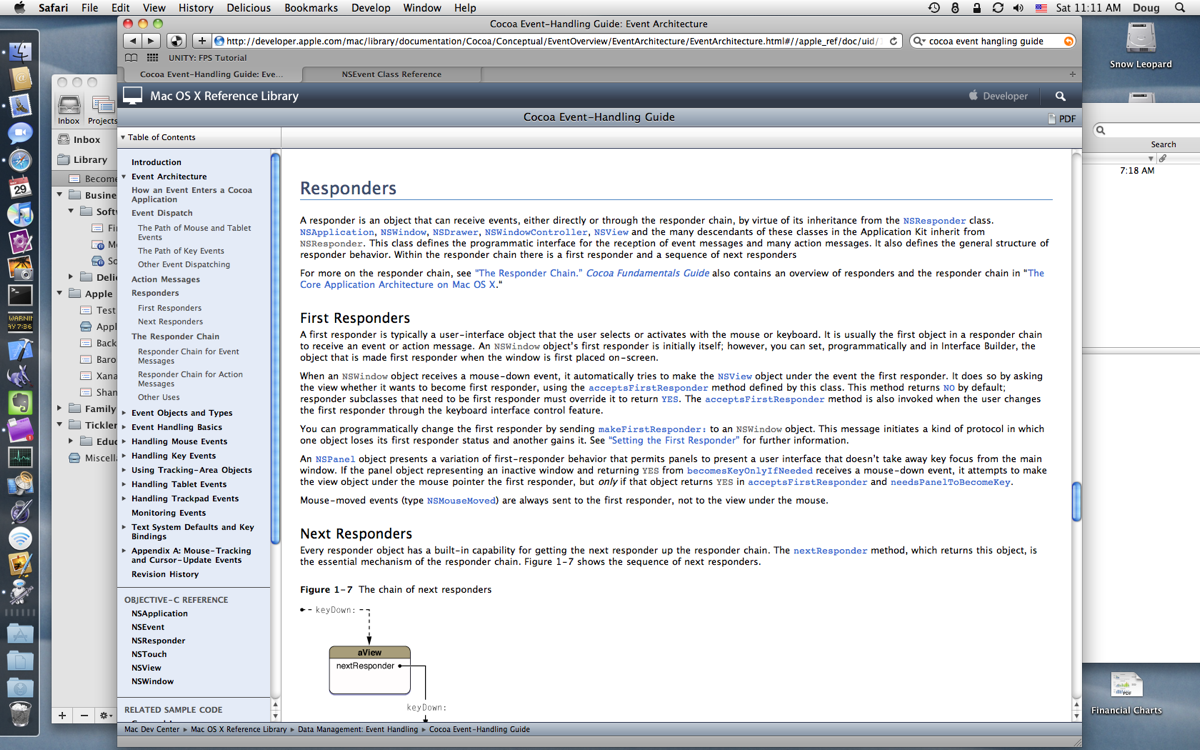 Safari File Edit View History Delicious Bookmarks Develop Window Help
Sat 11:11 AM Doug
Cocoa Event-Handling Guide: Event Architecture
http://developer.apple.com/mac/library/documentation/Cocoa/Conceptual/EventOverview/EventArchitecture/EventArchitecture.html#//apple_ref/doc/uid/
cocoa event hangling guide
UNITY: FPS Tutorial
Cocoa Event-Handling Guide: Eve...
NSEvent Class Reference
Mac OS X Reference Library
Developer
Cocoa Event-Handling Guide
PDF
Table of Contents
Introduction
Event Architecture
How an Event Enters a Cocoa
Application
Event Dispatch
The Path of Mouse and Tablet
Events
The Path of Key Events
Other Event Dispatching
Action Messages
Responders
First Responders
Next Responders
The Responder Chain
Responder Chain for Event
Messages
Responder Chain for Action
Messages
Other Uses
Event Objects and Types
Event Handling Basics
Handling Mouse Events
Handling Key Events
Using Tracking-Area Objects
Handling Tablet Events
Handling Trackpad Events
Monitoring Events
Text System Defaults and Key
Bindings
Appendix A: Mouse-Tracking
and Cursor-Update Events
Revision History
OBJECTIVE-C REFERENCE
NSApplication
NSEvent
NSResponder
NSTouch
NSView
NSWindow
RELATED SAMPLE CODE
Responders
A responder is an object that can receive events, either directly or through the responder chain, by virtue of its inheritance from the NSResponder class.
NSApplication, NSWindow, NSDrawer, NSWindowController, NSView and the many descendants of these classes in the Application Kit inherit from
NSResponder. This class defines the programmatic interface for the reception of event messages and many action messages. It also defines the general structure of
responder behavior. Within the responder chain there is a first responder and a sequence of next responders
For more on the responder chain, see "The Responder Chain." Cocoa Fundamentals Guide also contains an overview of responders and the responder chain in "The
Core Application Architecture on Mac OS X."
First Responders
A first responder is typically a user-interface object that the user selects or activates with the mouse or keyboard. It is usually the first object in a responder chain
to receive an event or action message. An NSWindow object's first responder is initially itself; however, you can set, programmatically and in Interface Builder, the
object that is made first responder when the window is first placed on-screen.
When an NSWindow object receives a mouse-down event, it automatically tries to make the NSView object under the event the first responder. It does so by asking
the view whether it wants to become first responder, using the acceptsFirstResponder method defined by this class. This method returns NO by default;
responder subclasses that need to be first responder must override it to return YES. The acceptsFirstResponder method is also invoked when the user changes
the first responder through the keyboard interface control feature.
You can programmatically change the first responder by sending makeFirstResponder: to an NSWindow object. This message initiates a kind of protocol in which
one object loses its first responder status and another gains it. See "Setting the First Responder" for further information.
An NSPanel object presents a variation of first-responder behavior that permits panels to present a user interface that doesn't take away key focus from the main
window. If the panel object representing an inactive window and returning YES from becomesKeyOnlyIfNeeded receives a mouse-down event, it attempts to make
the view object under the mouse pointer the first responder, but only if that object returns YES in acceptsFirstResponder and needsPanelToBecomeKey.
Mouse-moved events (type NSMouseMoved) are always sent to the first responder, not to the view under the mouse.
Next Responders
Every responder object has a built-in capability for getting the next responder up the responder chain. The nextResponder method, which returns this object, is
the essential mechanism of the responder chain. Figure 1-7 shows the sequence of next responders.
Figure 1-7 The chain of next responders
keyDown:
aView
nextResponder
keyDown:
Mac Dev Center ▸ Mac OS X Reference Library ▸ Data Management: Event Handling ▸ Cocoa Event-Handling Guide
Inbox Projects
Inbox
Library
Become
Busine
Softw
Fi
M
So
Deli
Apple
Test
Appl
Back
Baro
Xana
Shan
Family
Tickler
Educ
Miscell
29
Snow Leopard
Search
7:18 AM
PDF
Financial Charts